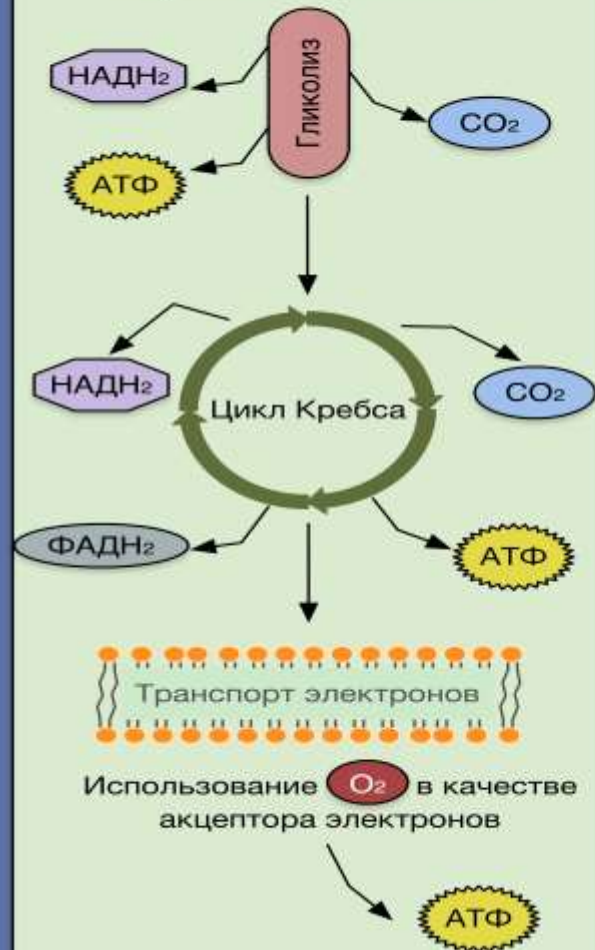 Гликолиз
НАДН₂
CO₂
АТФ
НАДН₂
CO₂
Цикл Кребса
ФАДН₂
АТФ
Транспорт электронов
Использование O₂ в качестве
акцептора электронов
АТФ